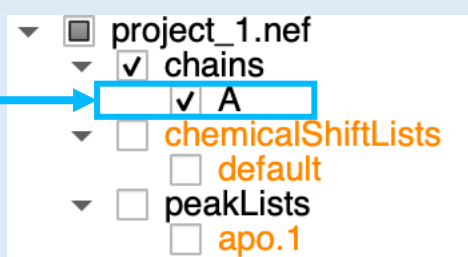 project_1.nef
chains
A
chemicalShiftLists
default
peakLists
apo.1